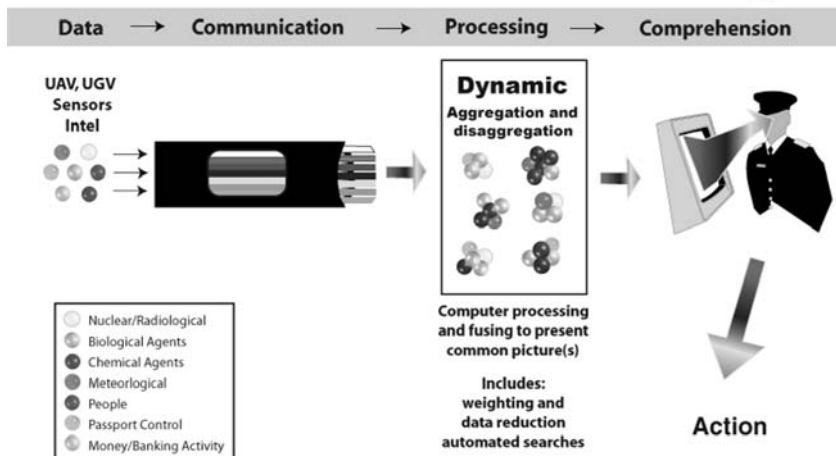 Data → Communication → Processing → Comprehension
UAV, UGV
Sensors
Intel
Dynamic
Aggregation and
disaggregation
Nuclear/Radiological
Biological Agents
Chemical Agents
Meteorlogical
People
Passport Control
Money/Banking Activity
Computer processing
and fusing to present
common picture(s)
Includes:
weighting and
data reduction
automated searches
Action